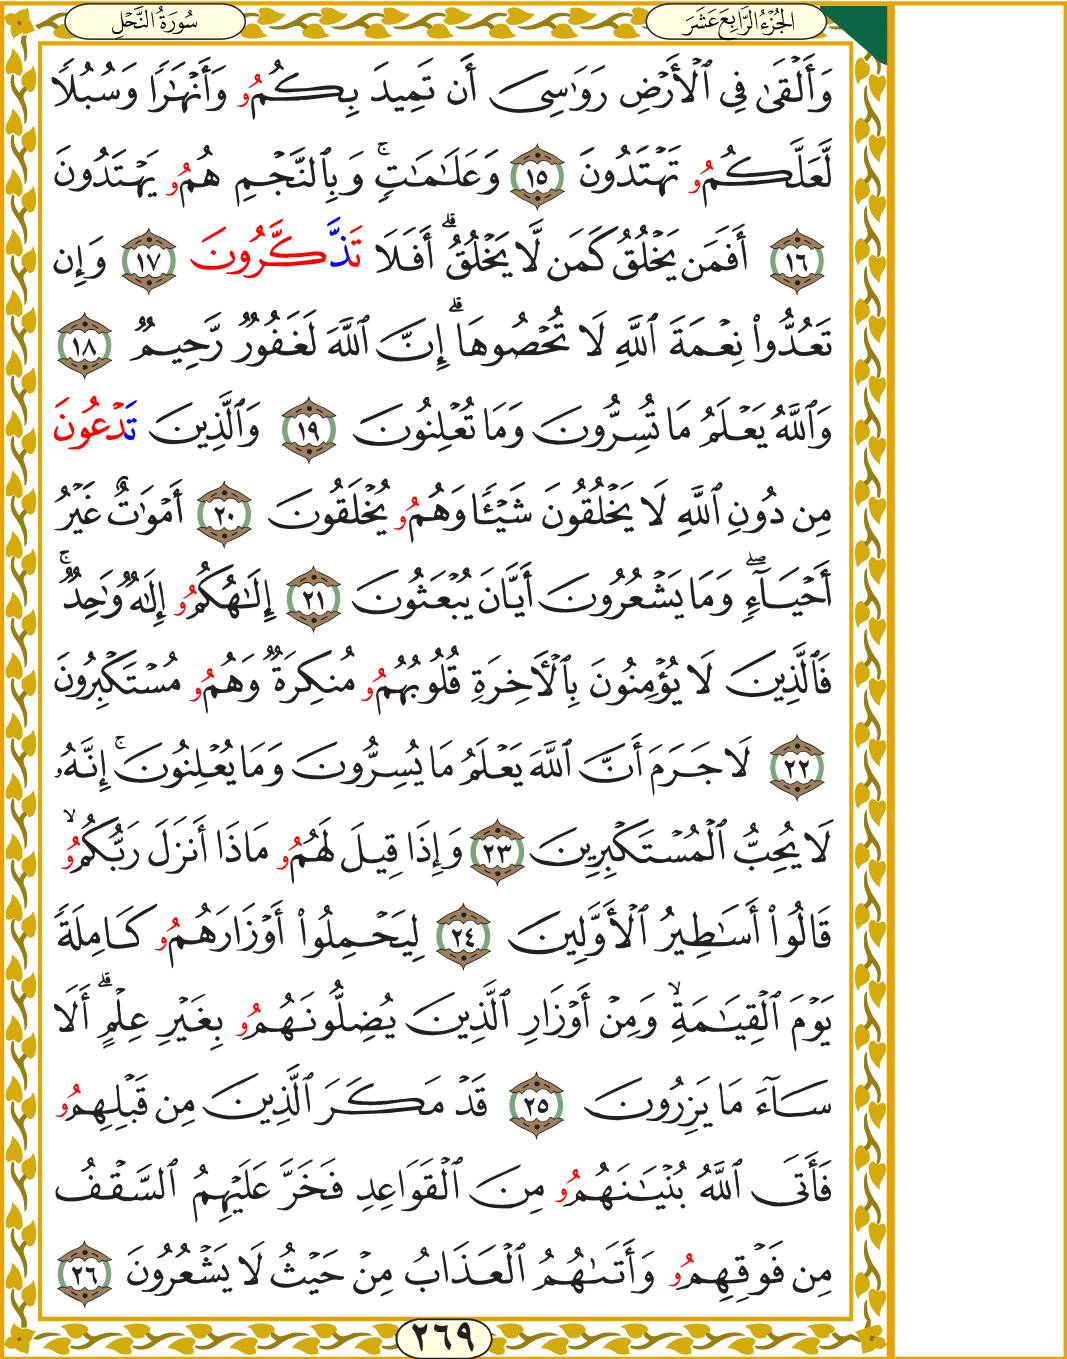 الجُزْءُ الرَّابِعَ عَشَرَ
سُورَةُ النَّحْلِ
وَأَلْقَىٰ فِى ٱلْأَرْضِ رَوَٰسِىَ أَن تَمِيدَ بِكُمُۥ وَأَنْهَٰرًا وَسُبُلًا
لَّعَلَّكُمُۥ تَهْتَدُونَ ١٥ وَعَلَٰمَٰتٍۚ وَبِٱلنَّجْمِ هُمُۥ يَهْتَدُونَ
١٦ أَفَمَن يَخْلُقُ كَمَن لَّا يَخْلُقُۗ أَفَلَا تَذَّكَّرُونَ ١٧ وَإِن
تَعُدُّوا۟ نِعْمَةَ ٱللَّهِ لَا تُحْصُوهَاۗ إِنَّ ٱللَّهَ لَغَفُورٌ رَّحِيمٌ ١٨
وَٱللَّهُ يَعْلَمُ مَا تُسِرُّونَ وَمَا تُعْلِنُونَ ١٩ وَٱلَّذِينَ تَدْعُونَ
مِن دُونِ ٱللَّهِ لَا يَخْلُقُونَ شَيْـًٔا وَهُمُۥ يُخْلَقُونَ ٢٠ أَمْوَٰتٌ غَيْرُ
أَحْيَآءٍۖ وَمَا يَشْعُرُونَ أَيَّانَ يُبْعَثُونَ ٢١ إِلَٰهُكُمُۥ إِلَٰهٌ وَٰحِدٌۚ
فَٱلَّذِينَ لَا يُؤْمِنُونَ بِٱلْـَٔاخِرَةِ قُلُوبُهُمُۥ مُنكِرَةٌ وَهُمُۥ مُسْتَكْبِرُونَ
٢٢ لَا جَرَمَ أَنَّ ٱللَّهَ يَعْلَمُ مَا يُسِرُّونَ وَمَا يُعْلِنُونَۚ إِنَّهُۥ
لَا يُحِبُّ ٱلْمُسْتَكْبِرِينَ ٢٣ وَإِذَا قِيلَ لَهُمُۥ مَاذَا أَنزَلَ رَبُّكُمُۥۙ
قَالُوا۟ أَسَٰطِيرُ ٱلْأَوَّلِينَ ٢٤ لِيَحْمِلُوا۟ أَوْزَارَهُمُۥ كَامِلَةً
يَوْمَ ٱلْقِيَٰمَةِۙ وَمِنْ أَوْزَارِ ٱلَّذِينَ يُضِلُّونَهُمُۥ بِغَيْرِ عِلْمٍۗ أَلَا
سَآءَ مَا يَزِرُونَ ٢٥ قَدْ مَكَرَ ٱلَّذِينَ مِن قَبْلِهِمُۥ
فَأَتَى ٱللَّهُ بُنْيَٰنَهُمُۥ مِنَ ٱلْقَوَاعِدِ فَخَرَّ عَلَيْهِمُ ٱلسَّقْفُ
مِن فَوْقِهِمُۥ وَأَتَىٰهُمُ ٱلْعَذَابُ مِنْ حَيْثُ لَا يَشْعُرُونَ ٢٦
٢٦٩